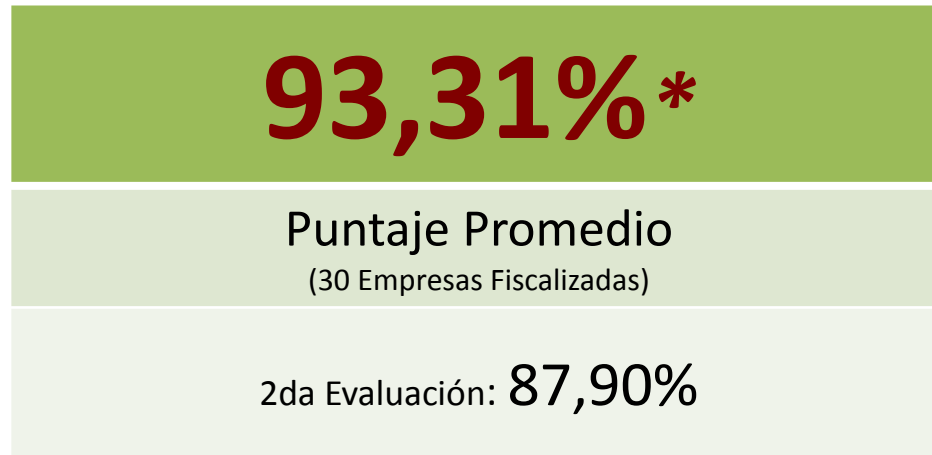 93,31%*
Puntaje Promedio
(30 Empresas Fiscalizadas)
2da Evaluación: 87,90%